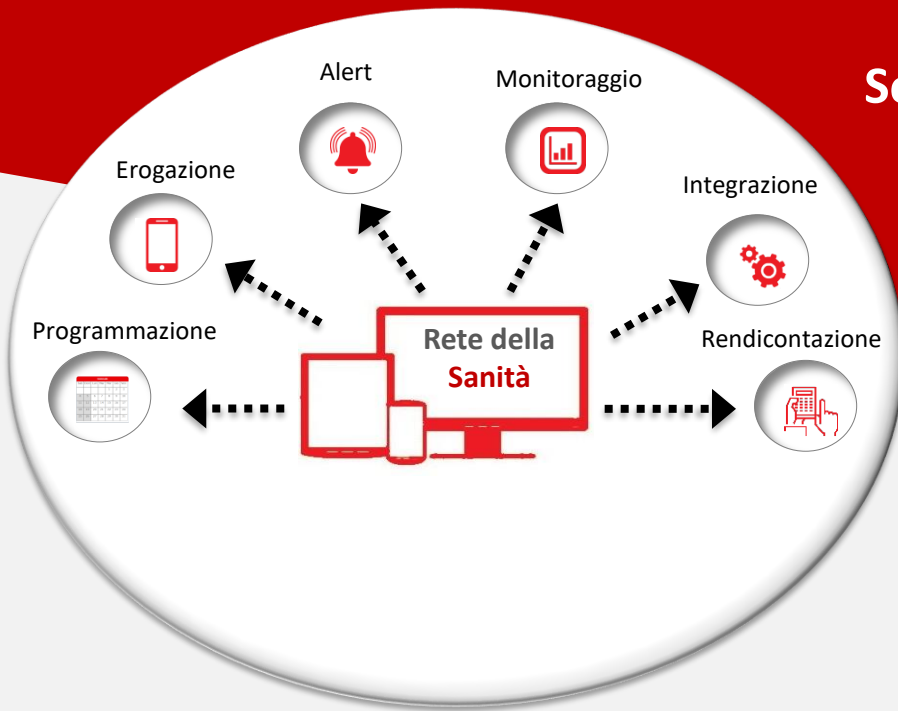 Alert
Monitoraggio
Erogazione
Integrazione
Programmazione
Rendicontazione
Rete della
Sanità